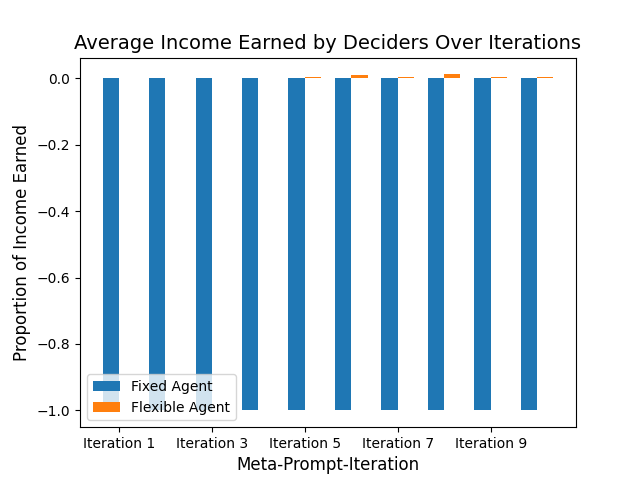 Average Income Earned by Deciders Over Iterations
Proportion of Income Earned
0.0
−0.2
−0.4
−0.6
−0.8
−1.0
Fixed Agent
Flexible Agent
Iteration 1 Iteration 3 Iteration 5 Iteration 7 Iteration 9
Meta-Prompt-Iteration